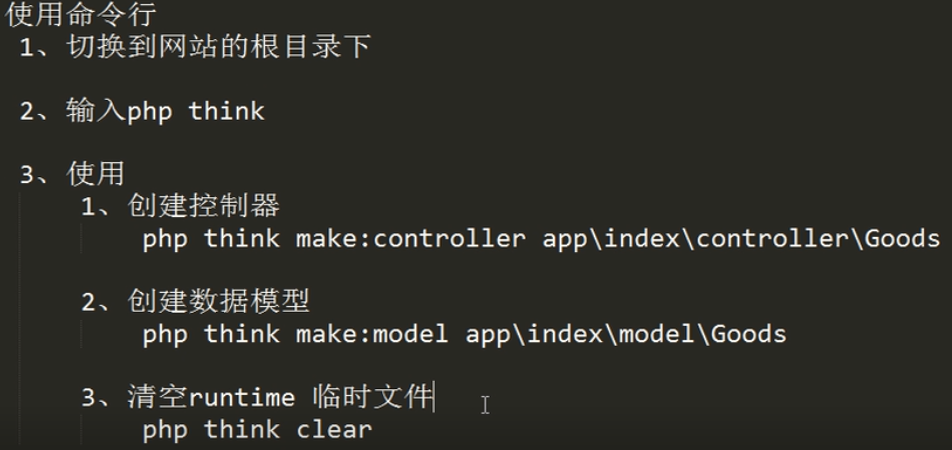 使用命令行
1、切换到网站的根目录下
2、输入php think
3、使用
1、创建控制器
php think make:controller app\index\controller\Goods
2、创建数据模型
php think make:model app\index\model\Goods
3、清空runtime 临时文件
php think clear